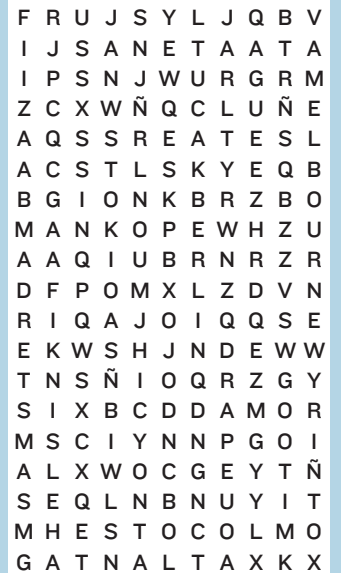 F R U J S Y L J Q B V
I J S A N E T A A T A
I P S N J W U R G R M
Z C X W Ñ Q C L U Ñ E
A Q S S R E A T E S L
A C S T L S K Y E Q B
B G I O N K B R Z B O
M A N K O P E W H Z U
A A Q I U B R N R Z R
D F P O M X L Z D V N
R I Q A J O I Q Q S E
E K W S H J N D E W W
T N S Ñ I O Q R Z G Y
S I X B C D D A M O R
M S C I Y N N P G O I
A L X W O C G E Y T Ñ
S E Q L N B N U Y I T
M H E S T O C O L M O
G A T N A L T A X K X